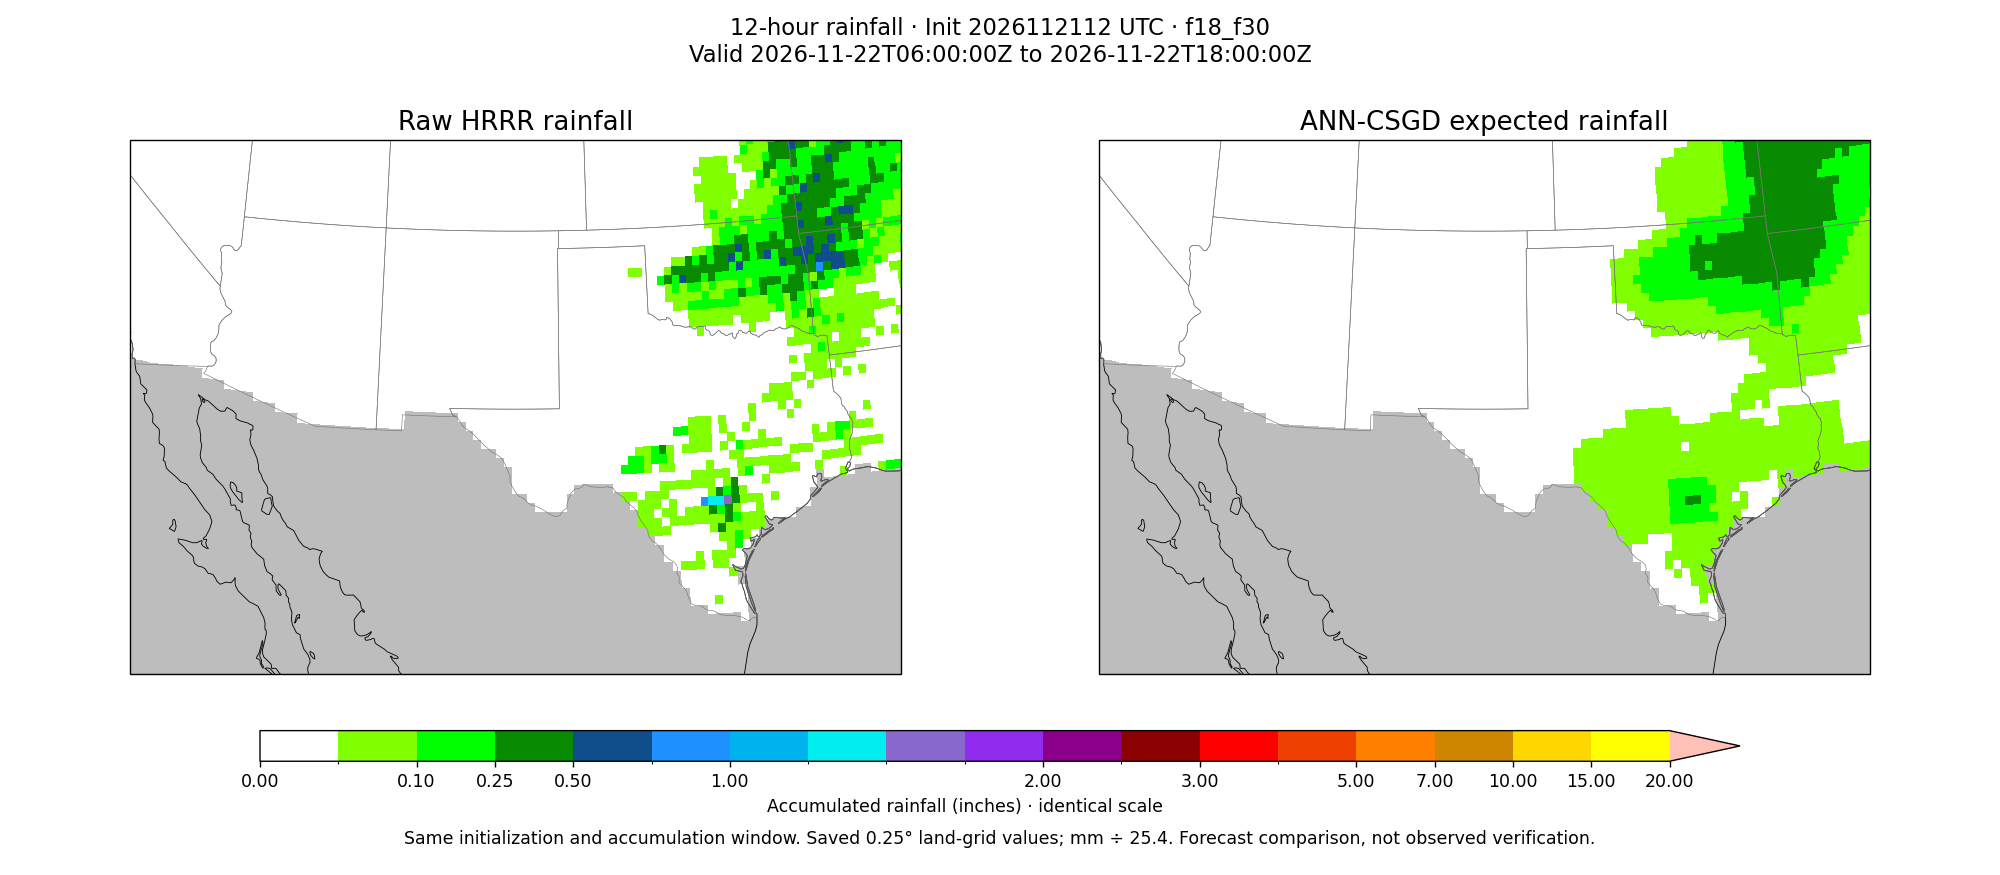 12-hour rainfall · Init 2026112112 UTC · f18_f30
Valid 2026-11-22T06:00:00Z to 2026-11-22T18:00:00Z
Raw HRRR rainfall
ANN-CSGD expected rainfall
0.00 0.10 0.25 0.50 1.00 2.00 3.00 5.00 7.00 10.00 15.00 20.00
Accumulated rainfall (inches) · identical scale
Same initialization and accumulation window. Saved 0.25° land-grid values; mm ÷ 25.4. Forecast comparison, not observed verification.